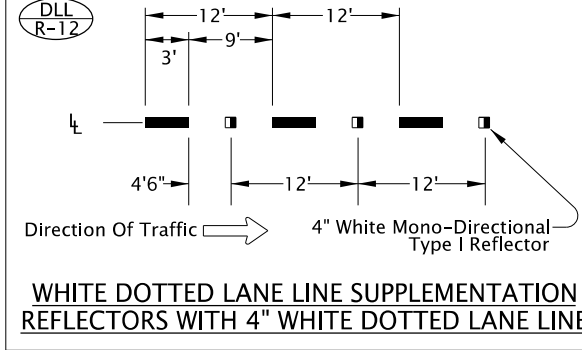 DLL
R-12
12'
12'
3'
9'
4'6"
12'
12'
Direction Of Traffic
4" White Mono-Directional
Type I Reflector
WHITE DOTTED LANE LINE SUPPLEMENTATION
REFLECTORS WITH 4" WHITE DOTTED LANE LINE